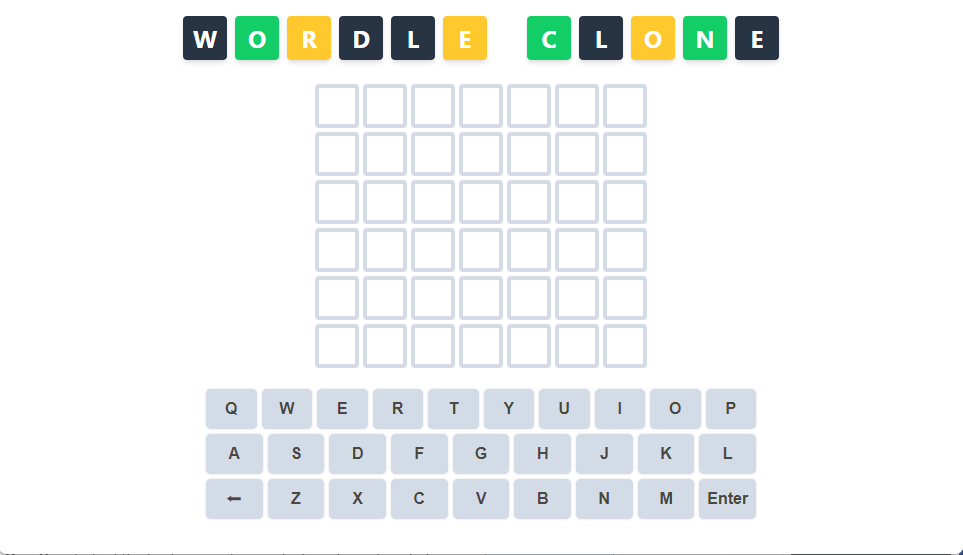 WORDLE CLONE
Q W E R T Y U I O P
A S D F G H J K L
← Z X C V B N M Enter